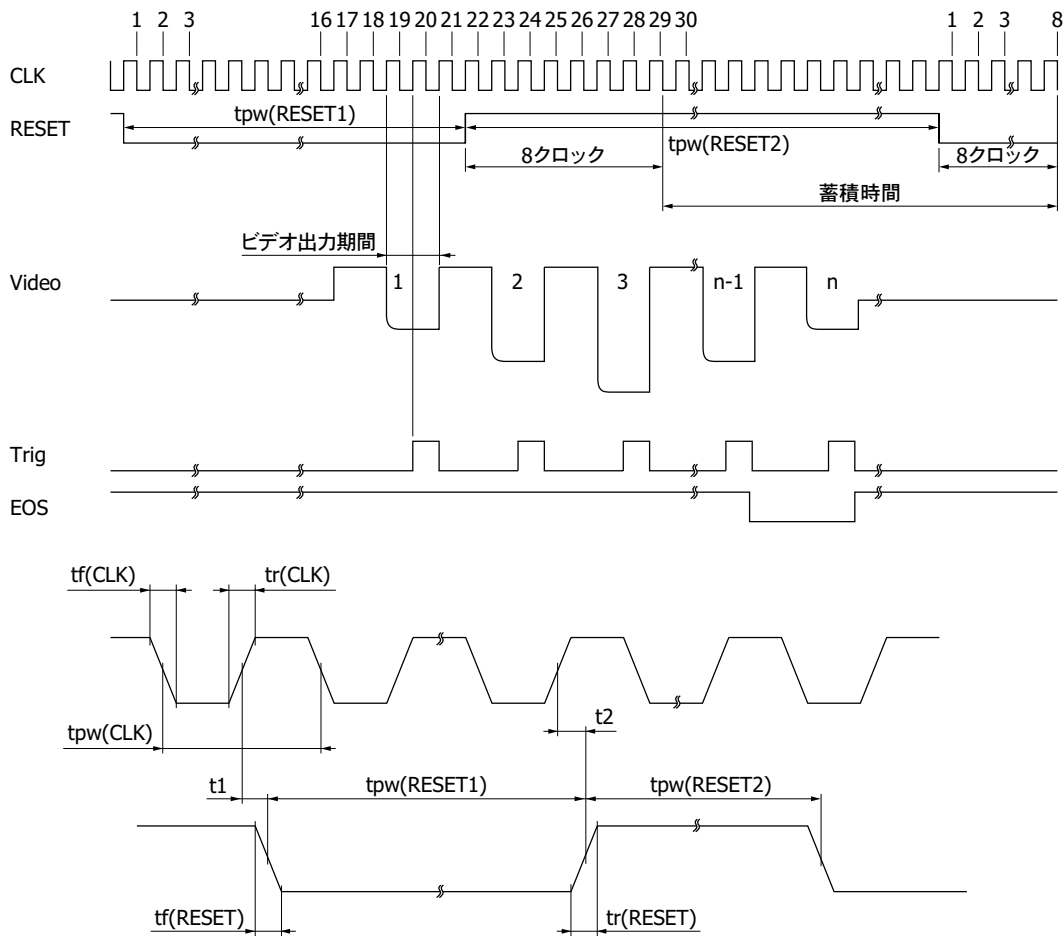 1 2 3 16 17 18 19 20 21 22 23 24 25 26 27 28 29 30 1 2 3 8
CLK
RESET
tpw(RESET1)
tpw(RESET2)
8クロック
8クロック
蓄積時間
ビデオ出力期間
Video
1 2 3 n-1 n
Trig
EOS
tf(CLK) tr(CLK)
tpw(CLK)
t2
t1
tpw(RESET1) tpw(RESET2)
tf(RESET) tr(RESET)